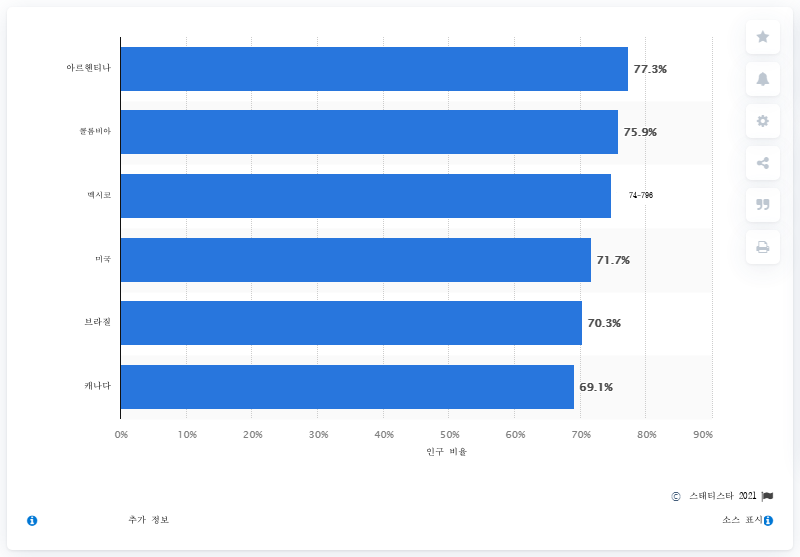 아르헨티나
77.3%
콜롬비아
75.9%
멕시코
74-796
미국
71.7%
브라질
70.3%
캐나다
69.1%
0% 10% 20% 30% 40% 50% 60% 70% 80% 90%
인구 비율
© 스태티스타 2021
추가 정보
소스 표시